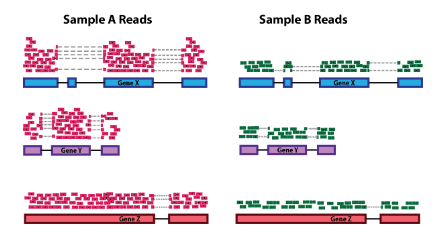 Sample A Reads
Sample B Reads
Gene X
Gene X
Gene Y
Gene Y
Gene Z
Gene Z